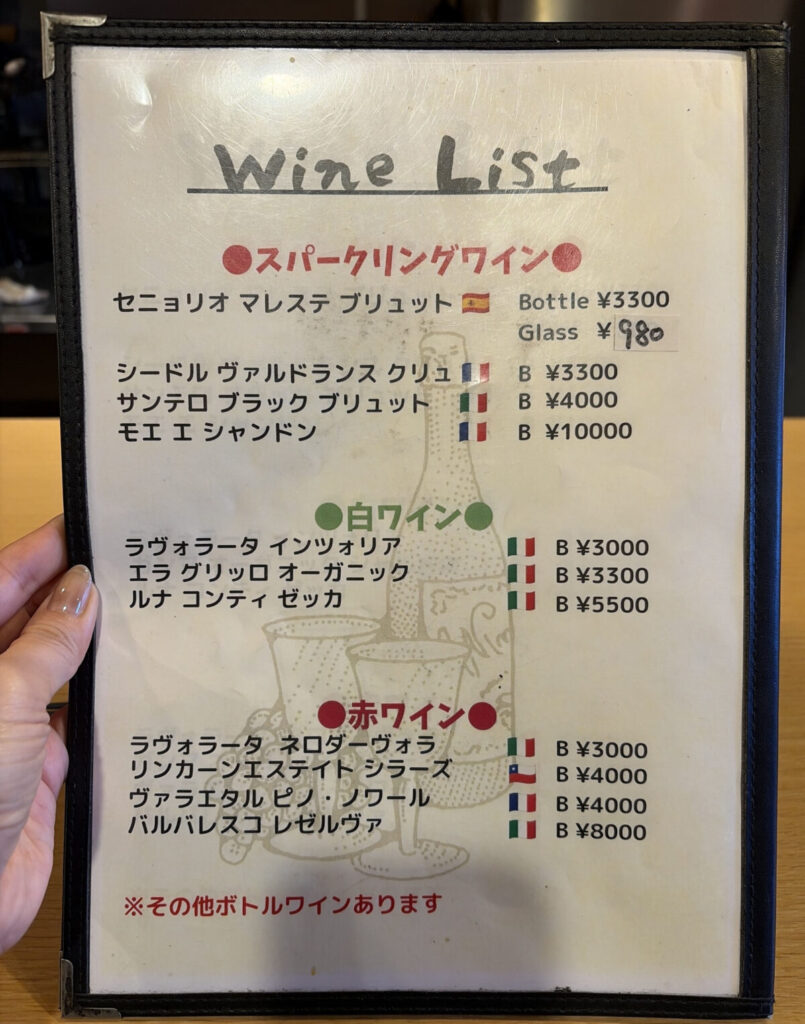 Wine List
●スパークリングワイン●
セニョリオ マレステ ブリュット 🇪🇸 Bottle ¥3300
Glass ¥980
シードル ヴァルドランス クリュ 🇫🇷 B ¥3300
サンテロ ブラック ブリュット 🇮🇹 B ¥4000
モエ エ シャンドン 🇫🇷 B ¥10000
●白ワイン●
ラヴォラータ インツォリア 🇮🇹 B ¥3000
エラ グリッロ オーガニック 🇮🇹 B ¥3300
ルナ コンティ ゼッカ 🇮🇹 B ¥5500
●赤ワイン●
ラヴォラータ ネロダーヴォラ 🇮🇹 B ¥3000
リンカーンエステイト シラーズ 🇨🇱 B ¥4000
ヴァラエタル ピノ・ノワール 🇫🇷 B ¥4000
バルバレスコ レゼルヴァ 🇮🇹 B ¥8000
※その他ボトルワインあります